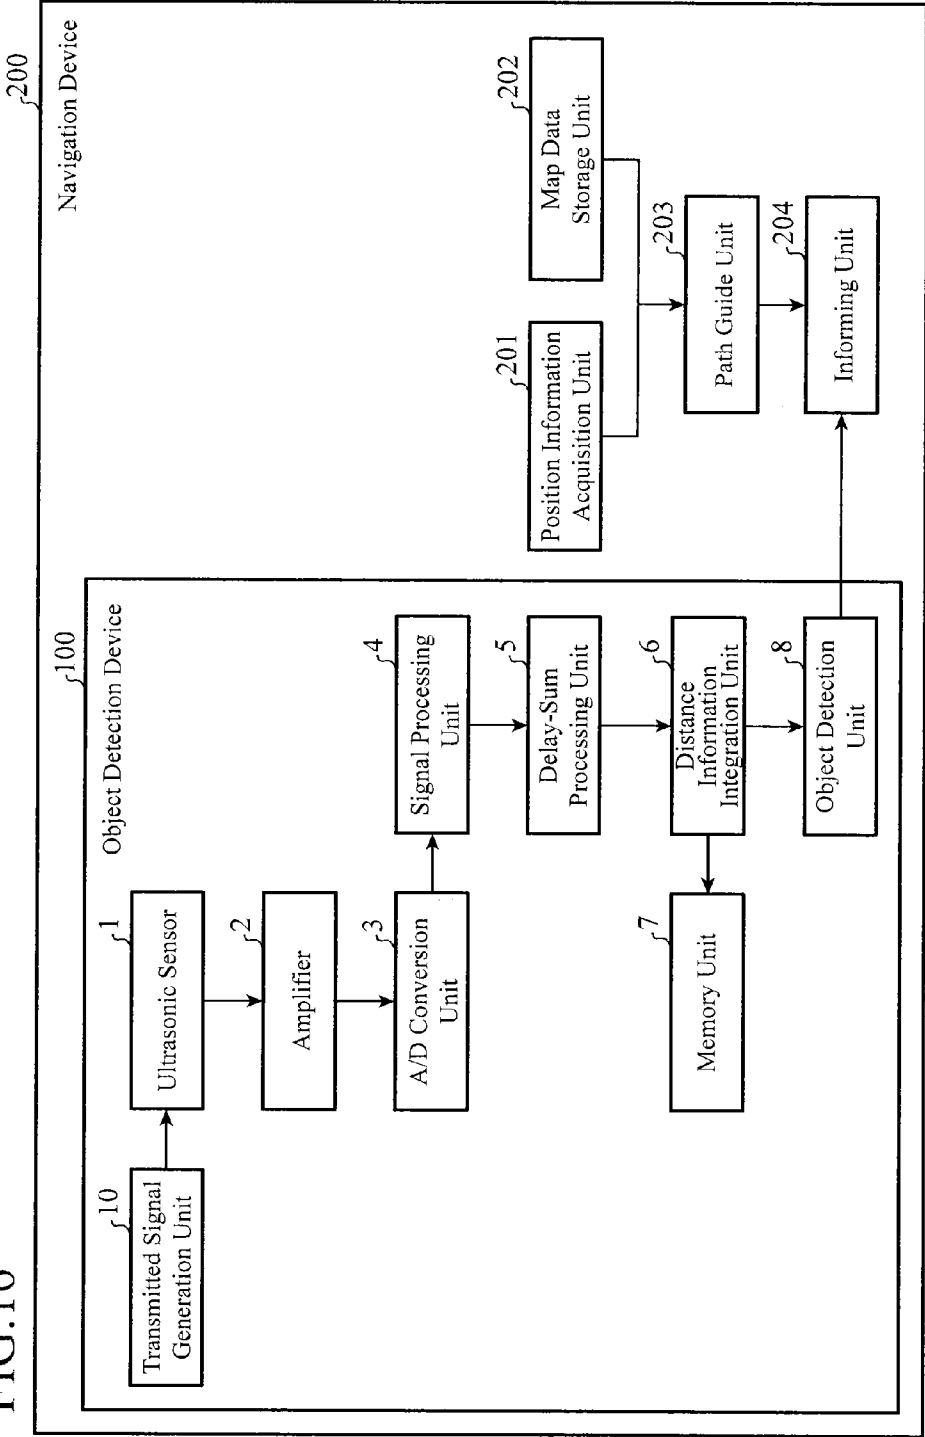 200
Navigation Device
100
Object Detection Device
10
Transmitted Signal
Generation Unit
1
Ultrasonic Sensor
2
Amplifier
3
A/D Conversion
Unit
4
Signal Processing
Unit
5
Delay-Sum
Processing Unit
6
Distance
Information
Integration Unit
7
Memory Unit
8
Object Detection
Unit
201
Position Information
Acquisition Unit
202
Map Data
Storage Unit
203
Path Guide Unit
204
Informing Unit